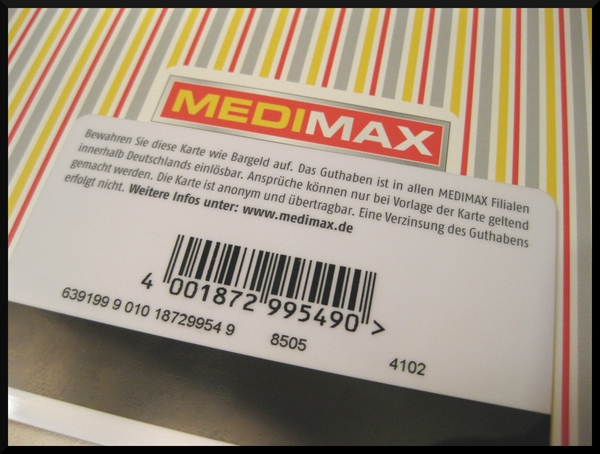 MEDIMAX
Bewahren Sie diese Karte wie Bargeld auf. Das Guthaben ist in allen MEDIMAX Filialen
innerhalb Deutschlands einlösbar. Ansprüche können nur bei Vorlage der Karte geltend
gemacht werden. Die Karte ist anonym und übertragbar. Eine Verzinsung des Guthabens
erfolgt nicht. Weitere Infos unter: www.medimax.de
4 001872 995490 >
639199 9 010 18729954 9 8505 4102